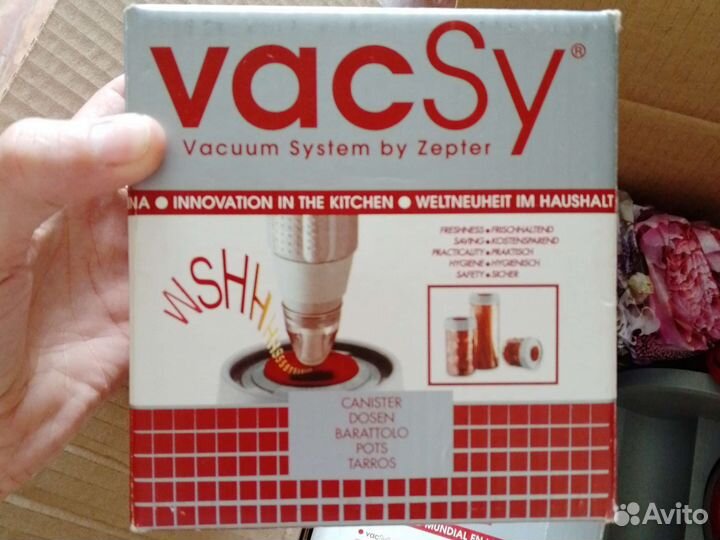 vacSy®
Vacuum System by Zepter
NA ● INNOVATION IN THE KITCHEN ● WELTNEUHEIT IM HAUSHALT
FRESHNESS ● FRISCHHALTEND
SAVING ● KOSTENSPAREND
PRACTICALITY ● PRAKTISCH
HYGIENE ● HYGIENISCH
SAFETY ● SICHER
CANISTER
DOSEN
BARATTOLO
POTS
TARROS
vacSy
MUNDIAL EN
Avito